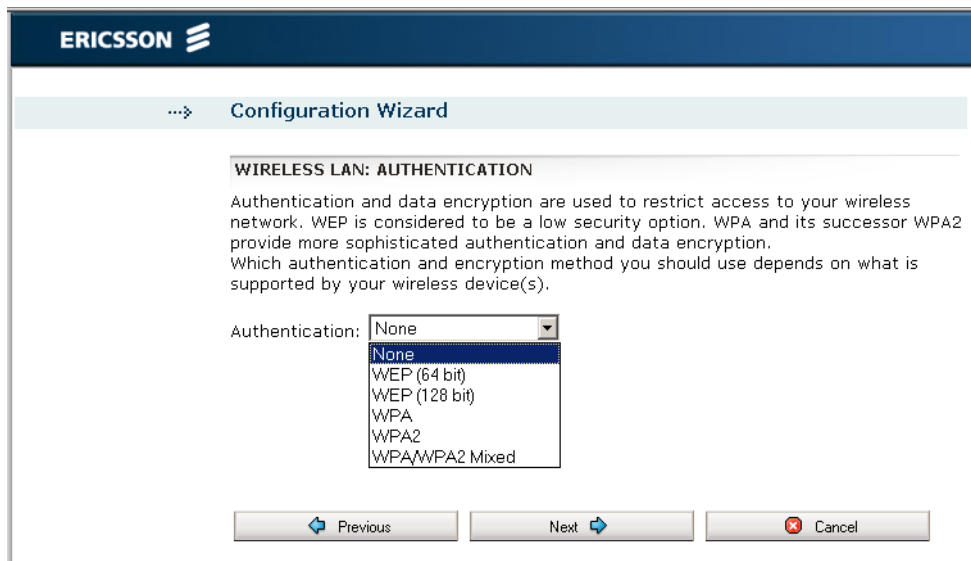 ERICSSON
Configuration Wizard
WIRELESS LAN: AUTHENTICATION
Authentication and data encryption are used to restrict access to your wireless
network. WEP is considered to be a low security option. WPA and its successor WPA2
provide more sophisticated authentication and data encryption.
Which authentication and encryption method you should use depends on what is
supported by your wireless device(s).
Authentication: None
None
WEP (64 bit)
WEP (128 bit)
WPA
WPA2
WPA/WPA2 Mixed
Previous Next Cancel